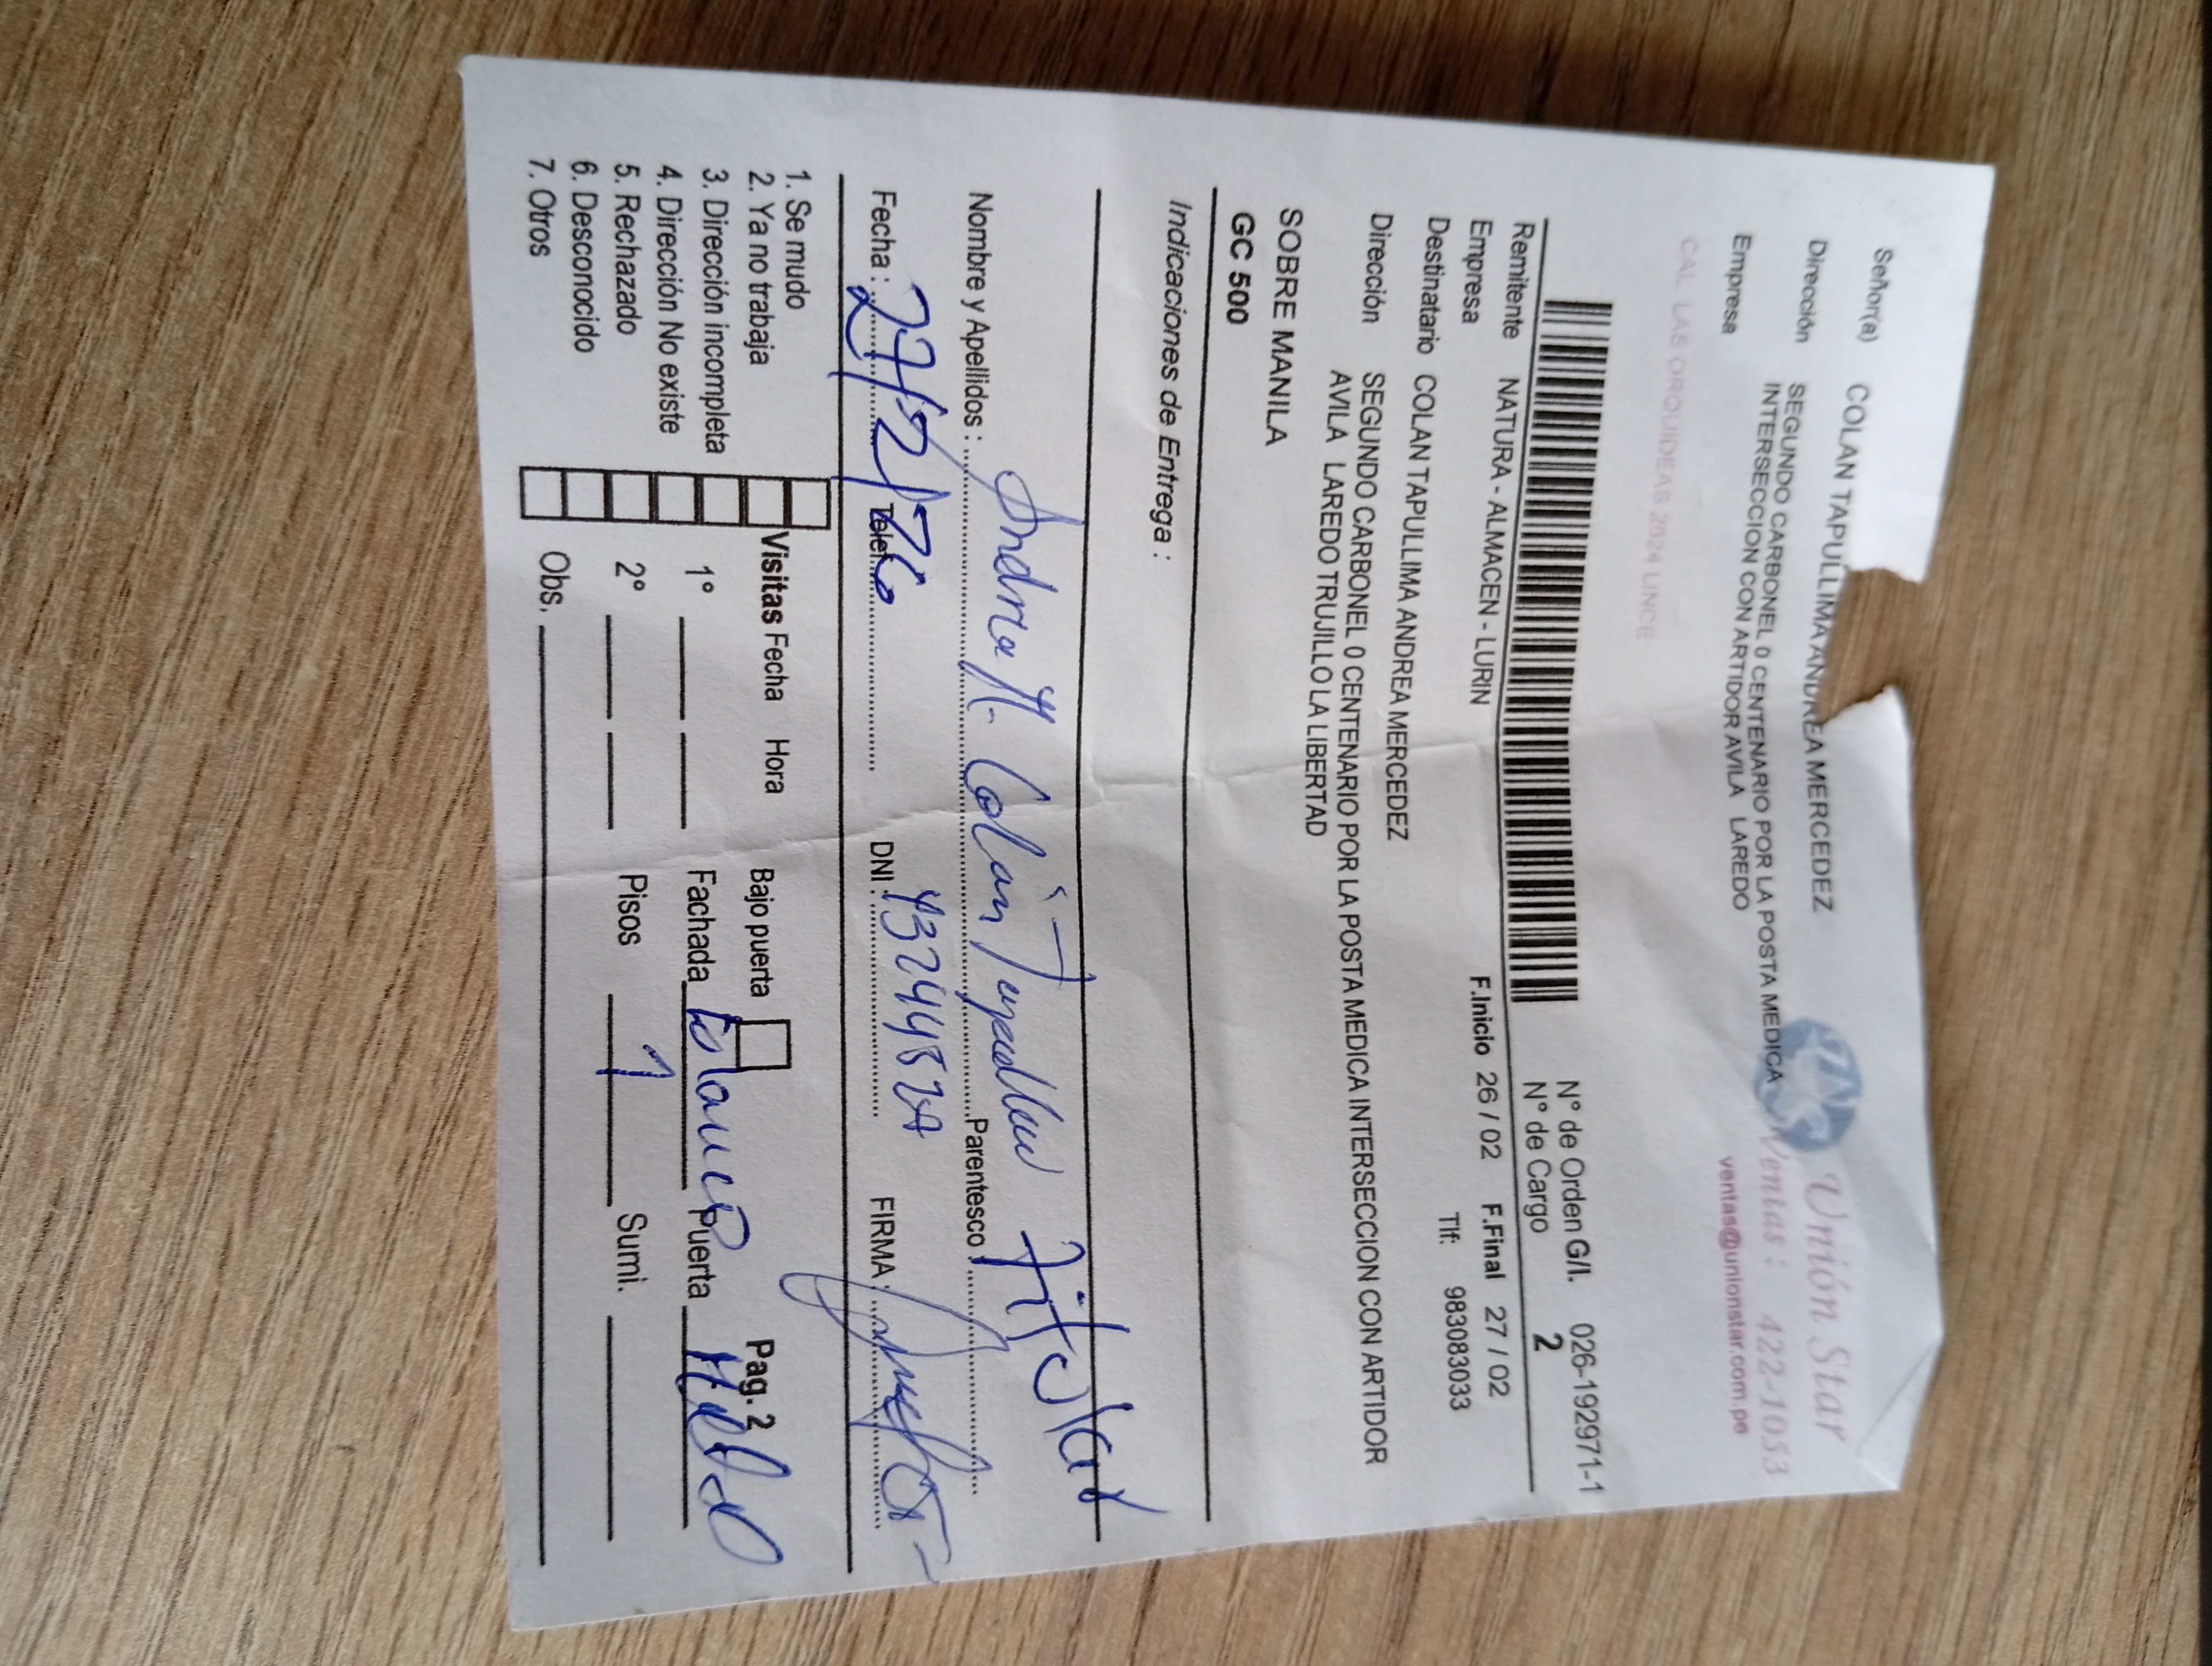 Señor(a) COLAN TAPULLIMA ANDREA MERCEDEZ
Dirección SEGUNDO CARBONEL 0 CENTENARIO POR LA POSTA MEDICA
INTERSECCION CON ARTIDOR AVILA LAREDO
Empresa
Unión Star
Ventas : 422-1053
ventas@unionstar.com.pe
CAL. LAS ORQUIDEAS 2624 LINCE
N° de Orden G/l. 026-192971-1
N° de Cargo 2
Remitente NATURA - ALMACEN - LURIN
F.Inicio 26 / 02 F.Final 27 / 02
Empresa
Tlf: 983083033
Destinatario COLAN TAPULLIMA ANDREA MERCEDEZ
Dirección SEGUNDO CARBONEL 0 CENTENARIO POR LA POSTA MEDICA INTERSECCION CON ARTIDOR
AVILA LAREDO TRUJILLO LA LIBERTAD
SOBRE MANILA
GC 500
Indicaciones de Entrega :
Nombre y Apellidos : Andrea M. Colán Parentesco : Titular
Fecha : 27/2/26 Telef. DNI : FIRMA :
1. Se mudo
2. Ya no trabaja
3. Dirección incompleta
4. Dirección No existe
5. Rechazado
6. Desconocido
7. Otros
Visitas Fecha Hora
1°
2°
Obs.
Bajo puerta Pag. 2
Fachada blanco Puerta
Pisos 1 Sumi.